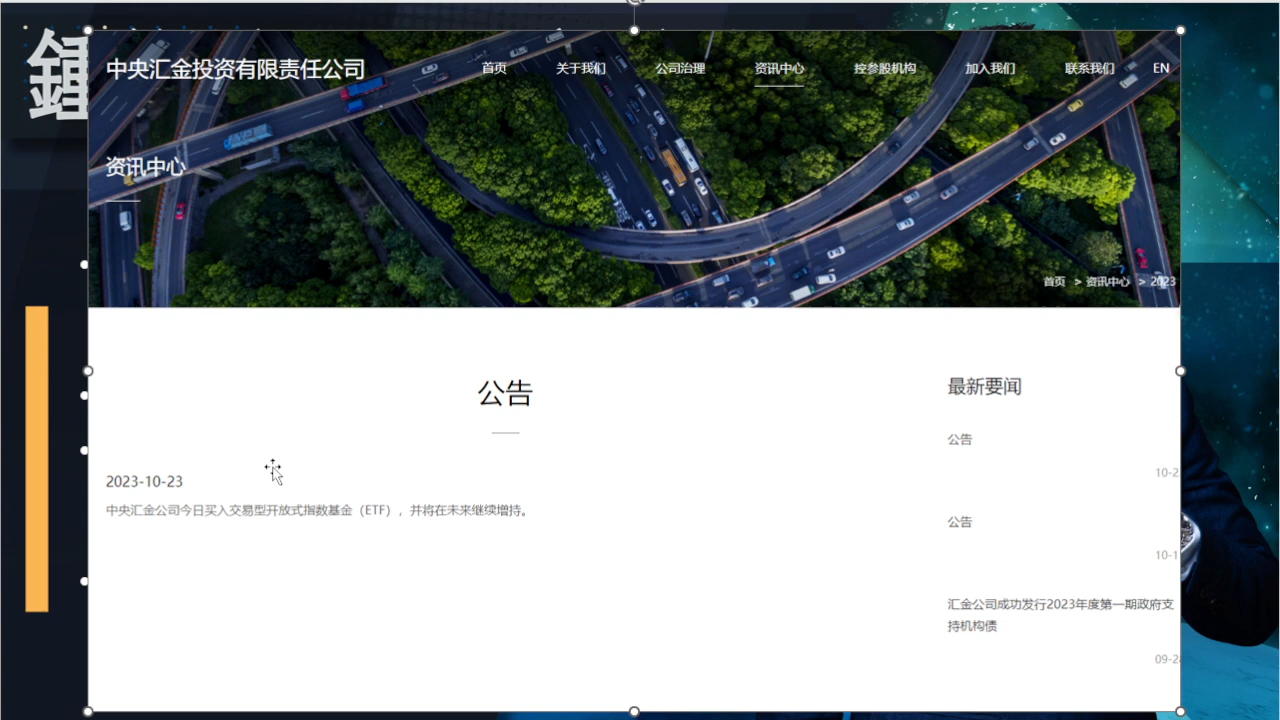 中央汇金投资有限责任公司
首页 关于我们 公司治理 资讯中心 控参股机构 加入我们 联系我们 EN
资讯中心
首页 > 资讯中心 > 2023
公告
2023-10-23
中央汇金公司今日买入交易型开放式指数基金（ETF），并将在未来继续增持。
最新要闻
公告
10-2
公告
10-1
汇金公司成功发行2023年度第一期政府支
持机构债
09-2